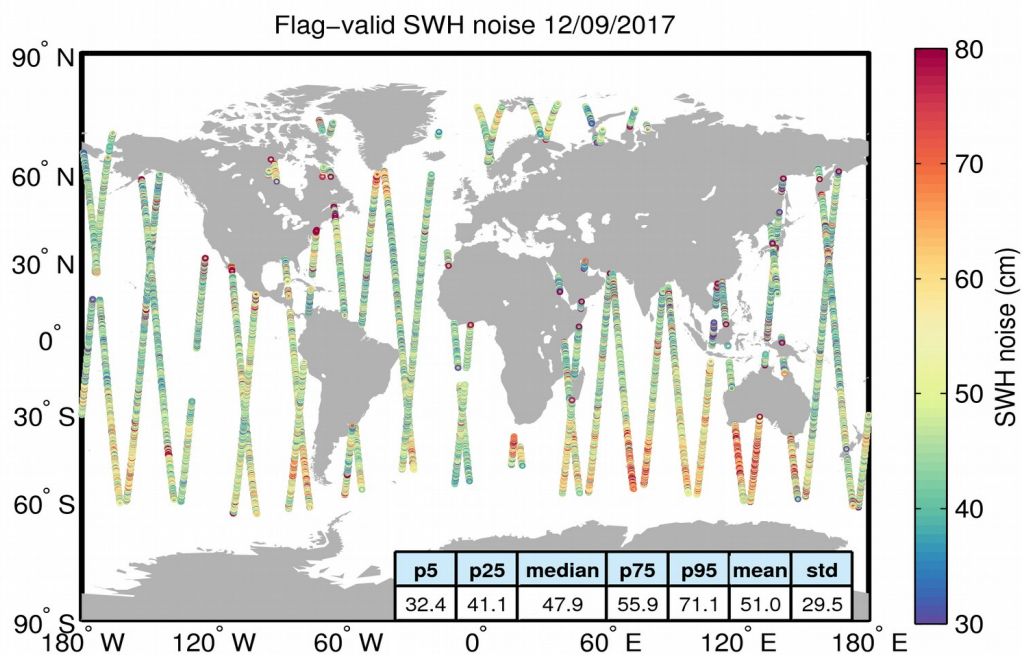 Flag−valid SWH noise 12/09/2017
90° N
60° N
30° N
0°
30° S
60° S
90° S
180° W
120° W
60° W
0°
60° E
120° E
180° E
p5 p25 median p75 p95 mean std
32.4 41.1 47.9 55.9 71.1 51.0 29.5
80
70
60
50
40
30
SWH noise (cm)